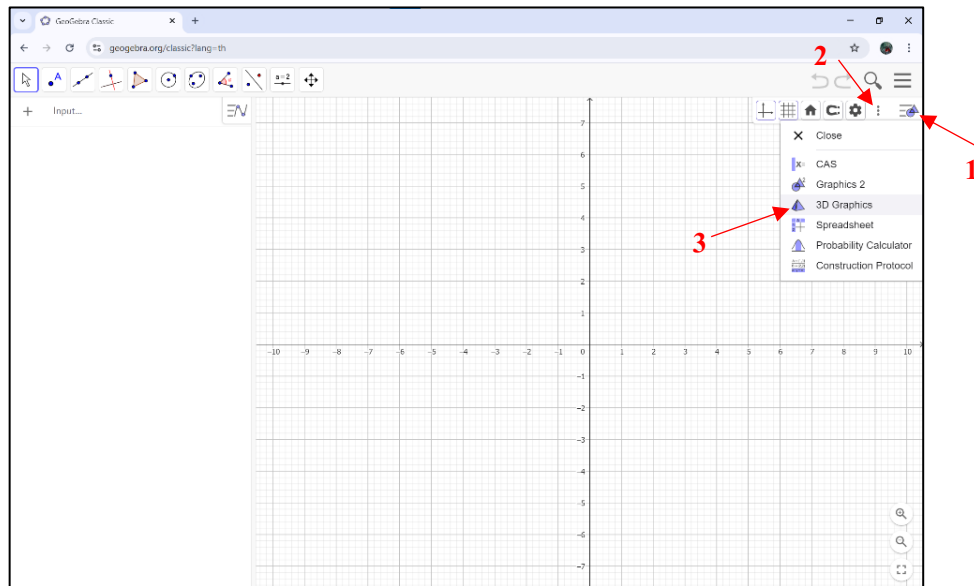 GeoGebra Classic
geogebra.org/classic?lang=th
2
A
a=2
+ Input...
1
Close
x=
CAS
2
Graphics 2
3D Graphics
3
Spreadsheet
Probability Calculator
Construction Protocol
7
6
5
4
3
2
1
-10 -9 -8 -7 -6 -5 -4 -3 -2 -1 0 1 2 3 4 5 6 7 8 9 10
-1
-2
-3
-4
-5
-6
-7